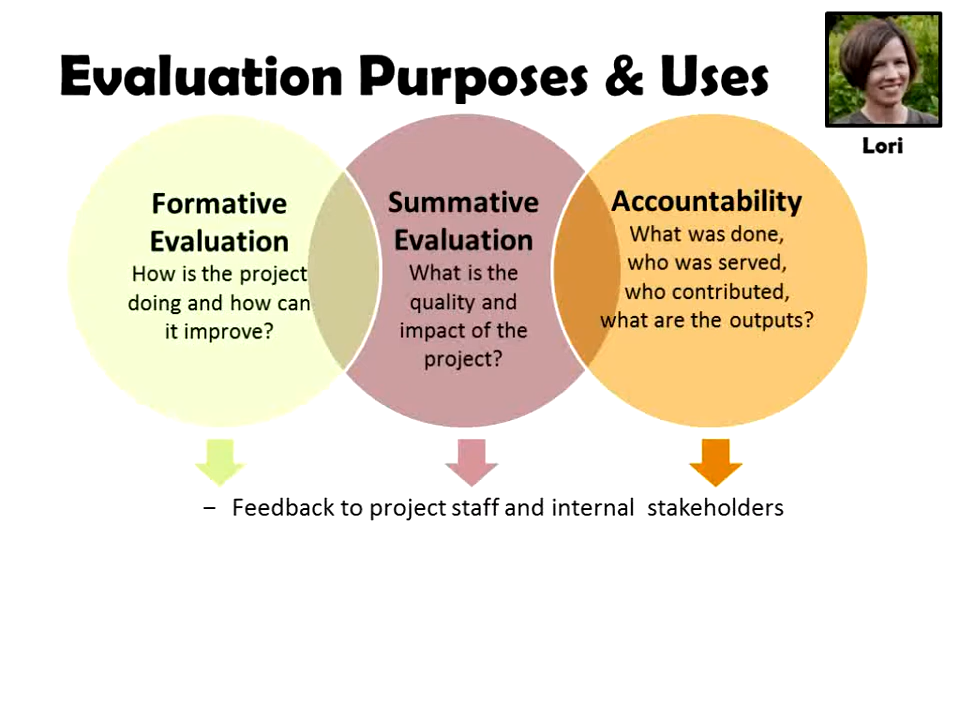 Evaluation Purposes & Uses
Lori
Formative
Evaluation
How is the project
doing and how can
it improve?
Summative
Evaluation
What is the
quality and
impact of the
project?
Accountability
What was done,
who was served,
who contributed,
what are the outputs?
– Feedback to project staff and internal stakeholders